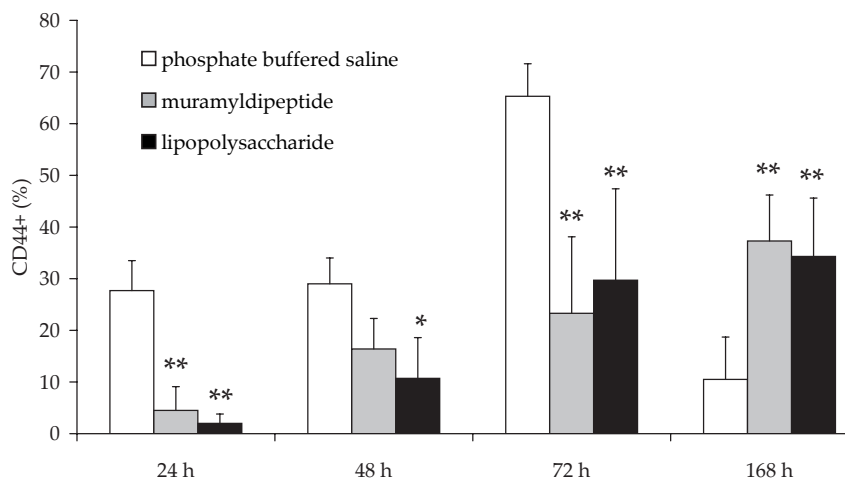 80
70
60
50
40
30
20
10
0
CD44+ (%)
phosphate buffered saline
muramyldipeptide
lipopolysaccharide
** ** * ** ** ** **
24 h 48 h 72 h 168 h